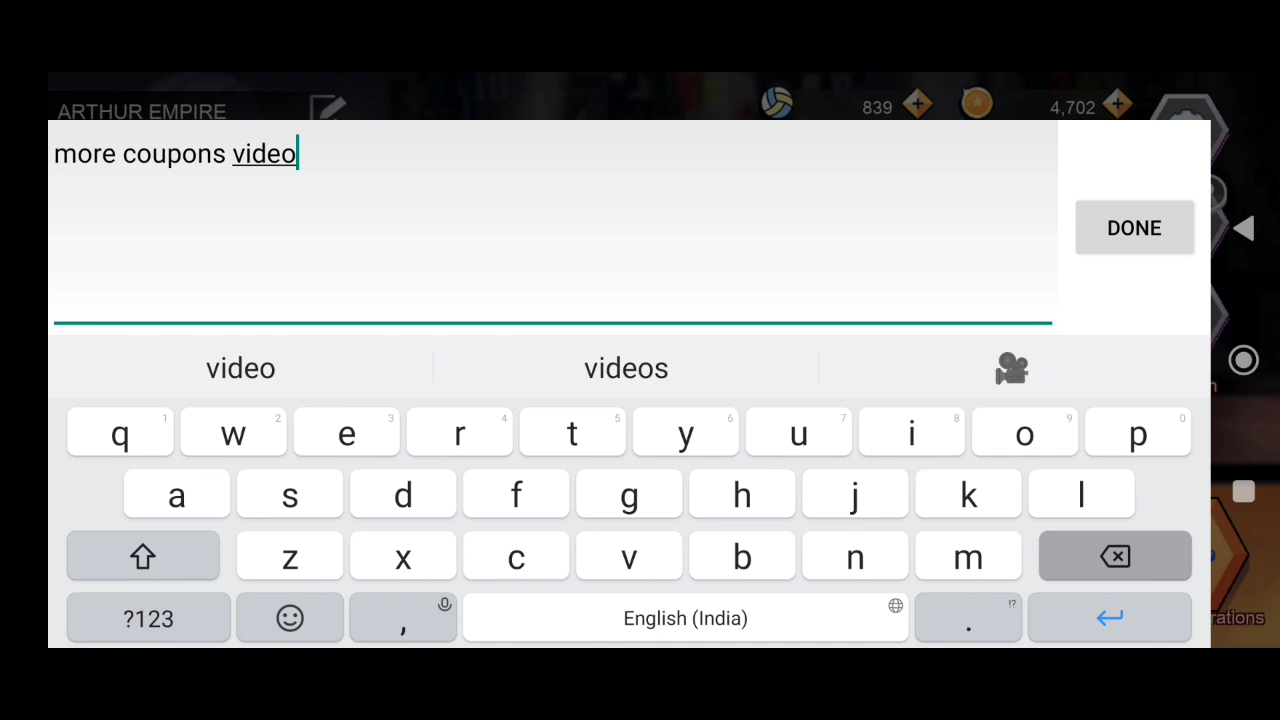 ARTHUR EMPIRE
839
4,702
more coupons video
DONE
video videos
q 1 w 2 e 3 r 4 t 5 y 6 u 7 i 8 o 9 p 0
a s d f g h j k l
z x c v b n m
?123 , English (India) . !?
rations